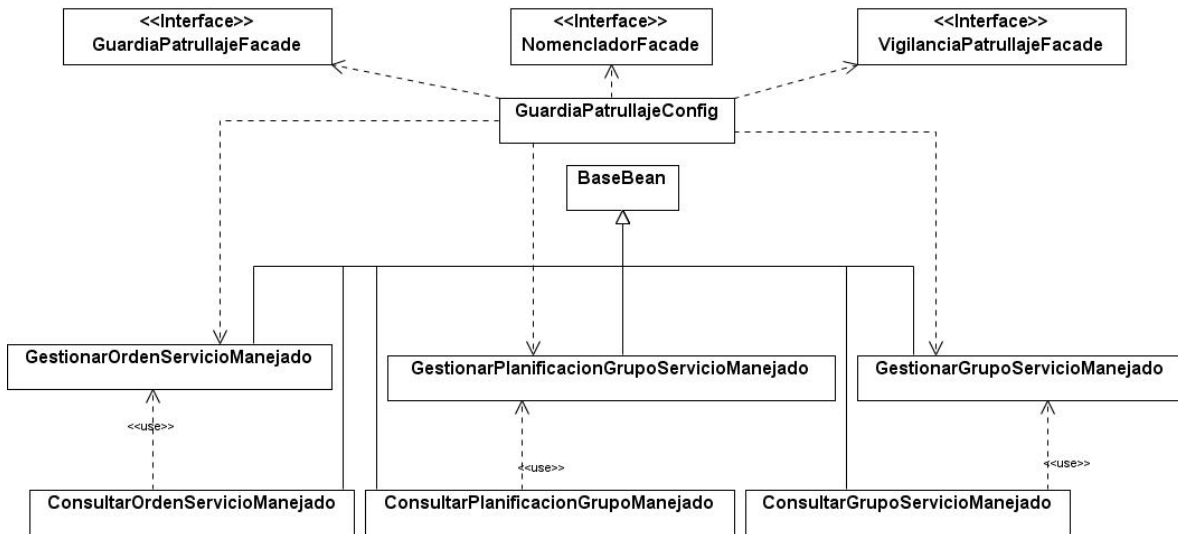 <<Interface>>
GuardiaPatrullajeFacade
<<Interface>>
NomencladorFacade
<<Interface>>
VigilanciaPatrullajeFacade
GuardiaPatrullajeConfig
BaseBean
GestionarOrdenServicioManejado
GestionarPlanificacionGrupoServicioManejado
GestionarGrupoServicioManejado
<<use>>
<<use>>
<<use>>
ConsultarOrdenServicioManejado
ConsultarPlanificacionGrupoManejado
ConsultarGrupoServicioManejado